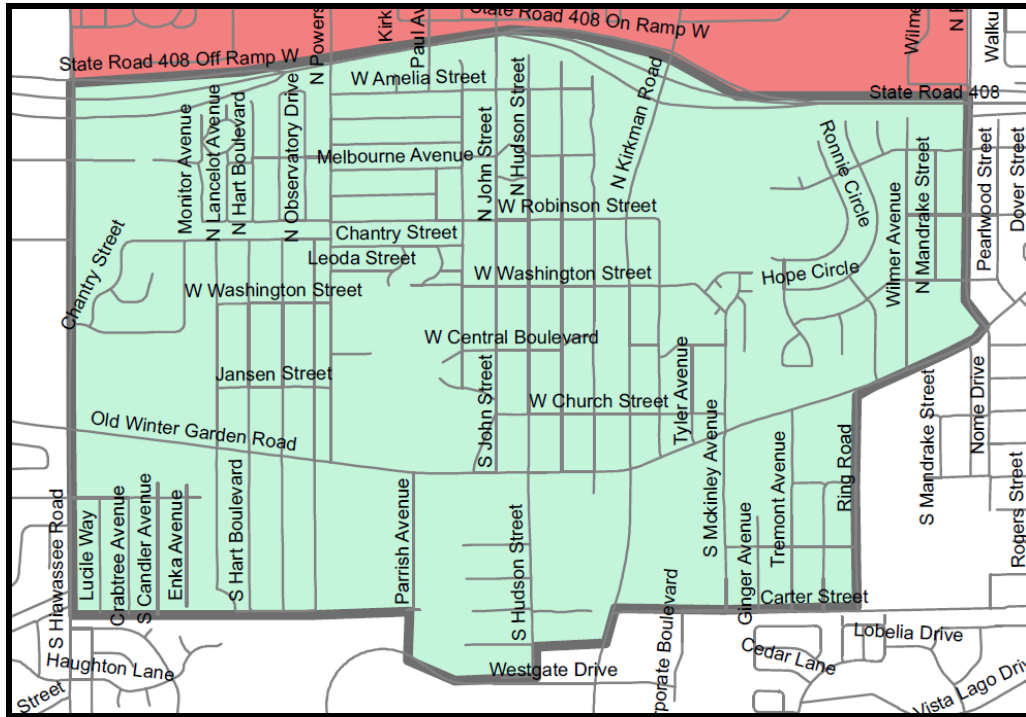 State Road 408 On Ramp W
State Road 408 Off Ramp W
N Powers
Kirk
Paul Av
Wilme
Walku
W Amelia Street
State Road 408
Monitor Avenue
N Lancelot Avenue
N Hart Boulevard
N Observatory Drive
Melbourne Avenue
N John Street
N Hudson Street
N Kirkman Road
Ronnie Circle
Wilmer Avenue
N Mandrake Street
Pearlwood Street
Dover Street
W Robinson Street
Chantry Street
Chantry Street
Leoda Street
W Washington Street
W Washington Street
Hope Circle
W Central Boulevard
Jansen Street
S John Street
W Church Street
Tyler Avenue
Old Winter Garden Road
S Mckinley Avenue
Tremont Avenue
Ring Road
S Mandrake Street
Nome Drive
Rogers Street
S Hiawassee Road
Lucile Way
Crabtree Avenue
S Candler Avenue
Enka Avenue
S Hart Boulevard
Parrish Avenue
S Hudson Street
Ginger Avenue
Carter Street
rporate Boulevard
Lobelia Drive
Cedar Lane
Haughton Lane
Westgate Drive
Street
Vista Lago Driv